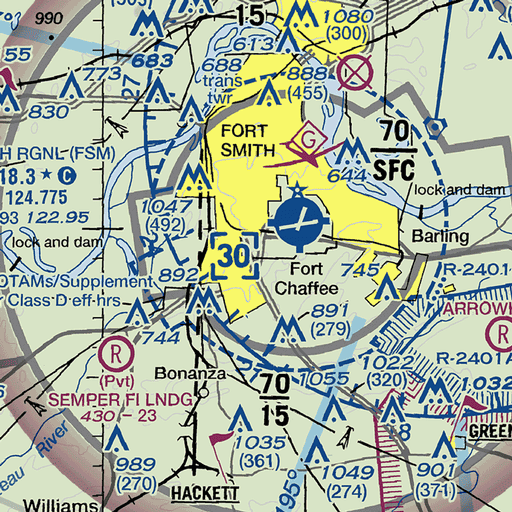 990
15
1080
(300)
55
773
683
613
688
trans
twr
888
(455)
27
830
FORT
SMITH
G
70
SFC
644
H RGNL (FSM)
18.3 * C
124.775
93 122.95
lock and dam
1047
(492)
lock and dam
Barling
30
892
OTAMs/Supplement
Class D eff hrs
Fort
Chaffee
745
R-2401
ARROWH
744
891
(279)
R
(Pvt)
SEMPER FI LNDG
430 - 23
Bonanza
70
15
1055
1022
(320)
R-2401A
R
1032
8
GREEN
River
1035
(361)
989
(270)
HACKETT
195°
1049
(274)
901
(371)
eau
Williams